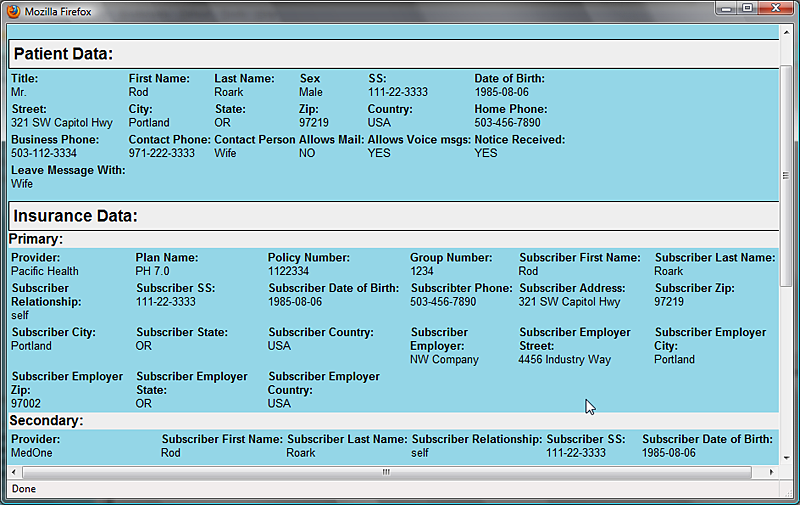 Mozilla Firefox
Patient Data:
Title: First Name: Last Name: Sex SS: Date of Birth:
Mr. Rod Roark Male 111-22-3333 1985-08-06
Street: City: State: Zip: Country: Home Phone:
321 SW Capitol Hwy Portland OR 97219 USA 503-456-7890
Business Phone: Contact Phone: Contact Person Allows Mail: Allows Voice msgs: Notice Received:
503-112-3334 971-222-3333 Wife NO YES YES
Leave Message With:
Wife
Insurance Data:
Primary:
Provider: Plan Name: Policy Number: Group Number: Subscriber First Name: Subscriber Last Name:
Pacific Health PH 7.0 1122334 1234 Rod Roark
Subscriber Subscriber SS: Subscriber Date of Birth: Subscribter Phone: Subscriber Address: Subscriber Zip:
Relationship: 111-22-3333 1985-08-06 503-456-7890 321 SW Capitol Hwy 97219
self
Subscriber City: Subscriber State: Subscriber Country: Subscriber Subscriber Employer Subscriber Employer
Portland OR USA Employer: Street: City:
NW Company 4456 Industry Way Portland
Subscriber Employer Subscriber Employer Subscriber Employer
Zip: State: Country:
97002 OR USA
Secondary:
Provider: Subscriber First Name: Subscriber Last Name: Subscriber Relationship: Subscriber SS: Subscriber Date of Birth:
MedOne Rod Roark self 111-22-3333 1985-08-06
Done